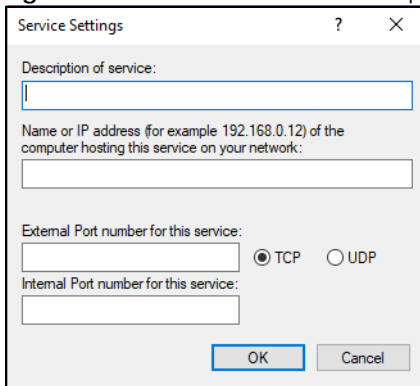 Service Settings ? ×
Description of service:
Name or IP address (for example 192.168.0.12) of the
computer hosting this service on your network:
External Port number for this service:
TCP UDP
Internal Port number for this service:
OK Cancel